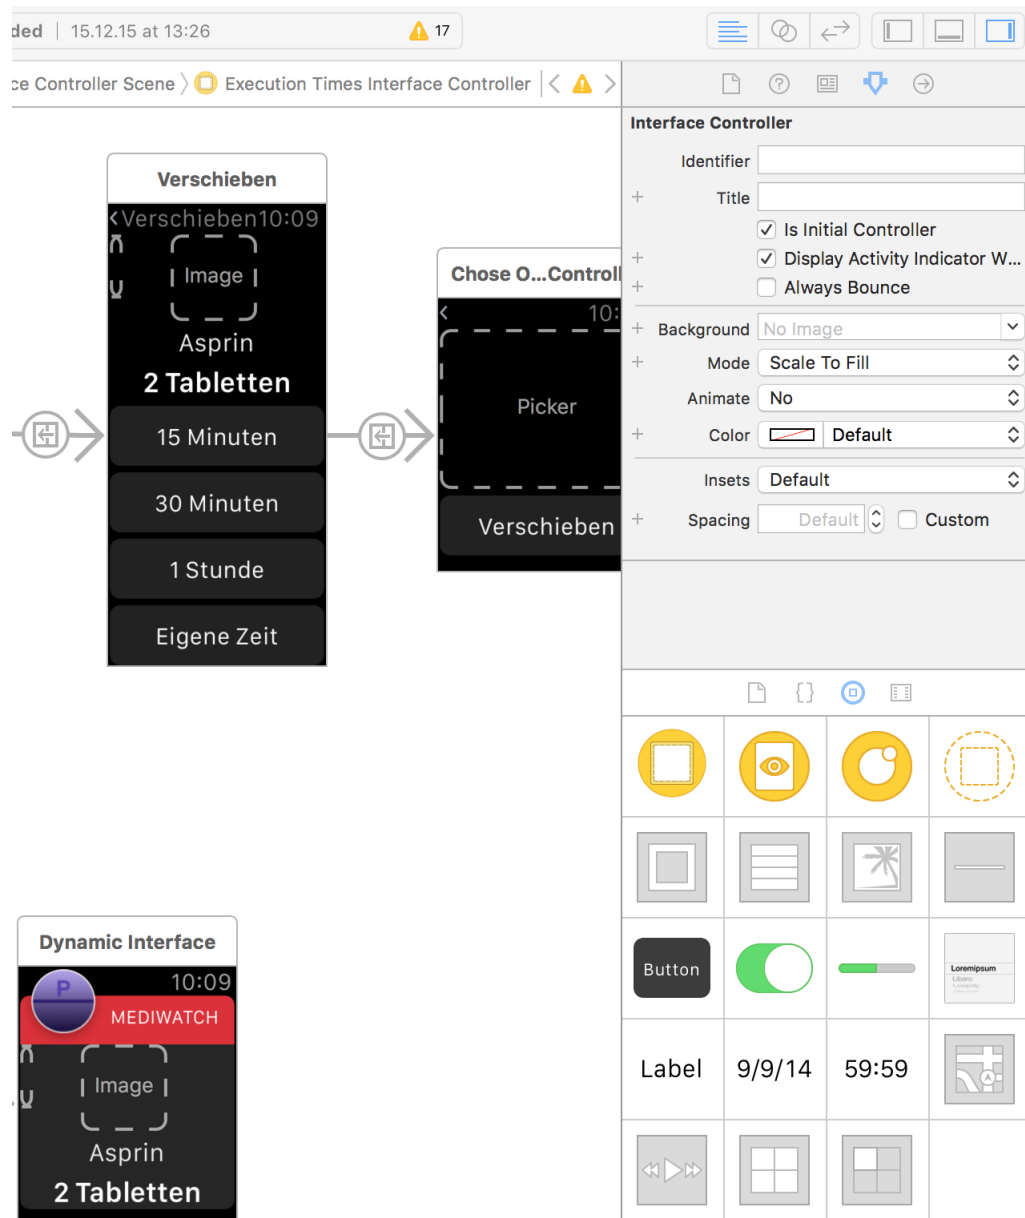 ded | 15.12.15 at 13:26
17
ce Controller Scene
Execution Times Interface Controller
Verschieben
<Verschieben10:09
Image
Asprin
2 Tabletten
15 Minuten
30 Minuten
1 Stunde
Eigene Zeit
Chose O...Controll
10:
Picker
Verschieben
Dynamic Interface
P
10:09
MEDIWATCH
Image
Asprin
2 Tabletten
Interface Controller
Identifier
Title
Is Initial Controller
Display Activity Indicator W...
Always Bounce
Background No Image
Mode Scale To Fill
Animate No
Color Default
Insets Default
Spacing Default Custom
Button
Loremipsum
Libero
Label
9/9/14
59:59